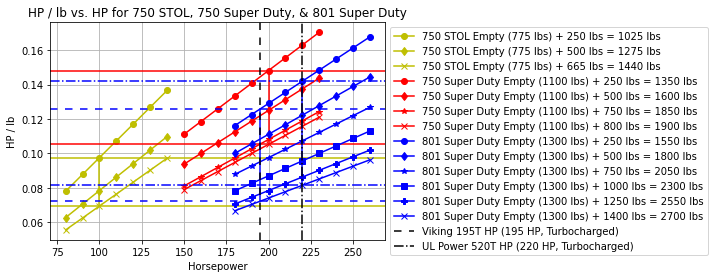 HP / lb vs. HP for 750 STOL, 750 Super Duty, & 801 Super Duty
0.16
0.14
0.12
0.10
0.08
0.06
HP / lb
75
100
125
150
175
200
225
250
Horsepower
750 STOL Empty (775 lbs) + 250 lbs = 1025 lbs
750 STOL Empty (775 lbs) + 500 lbs = 1275 lbs
750 STOL Empty (775 lbs) + 665 lbs = 1440 lbs
750 Super Duty Empty (1100 lbs) + 250 lbs = 1350 lbs
750 Super Duty Empty (1100 lbs) + 500 lbs = 1600 lbs
750 Super Duty Empty (1100 lbs) + 750 lbs = 1850 lbs
750 Super Duty Empty (1100 lbs) + 800 lbs = 1900 lbs
801 Super Duty Empty (1300 lbs) + 250 lbs = 1550 lbs
801 Super Duty Empty (1300 lbs) + 500 lbs = 1800 lbs
801 Super Duty Empty (1300 lbs) + 750 lbs = 2050 lbs
801 Super Duty Empty (1300 lbs) + 1000 lbs = 2300 lbs
801 Super Duty Empty (1300 lbs) + 1250 lbs = 2550 lbs
801 Super Duty Empty (1300 lbs) + 1400 lbs = 2700 lbs
Viking 195T HP (195 HP, Turbocharged)
UL Power 520T HP (220 HP, Turbocharged)